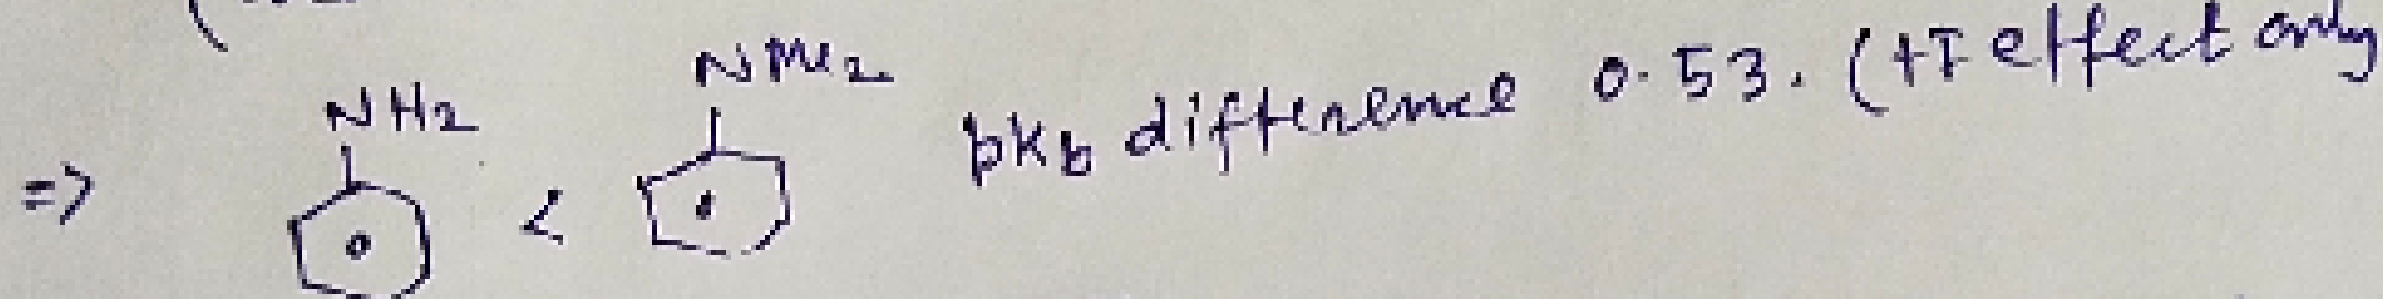 => NH2 < NMe2 pKb difference 0.53. (+I effect only